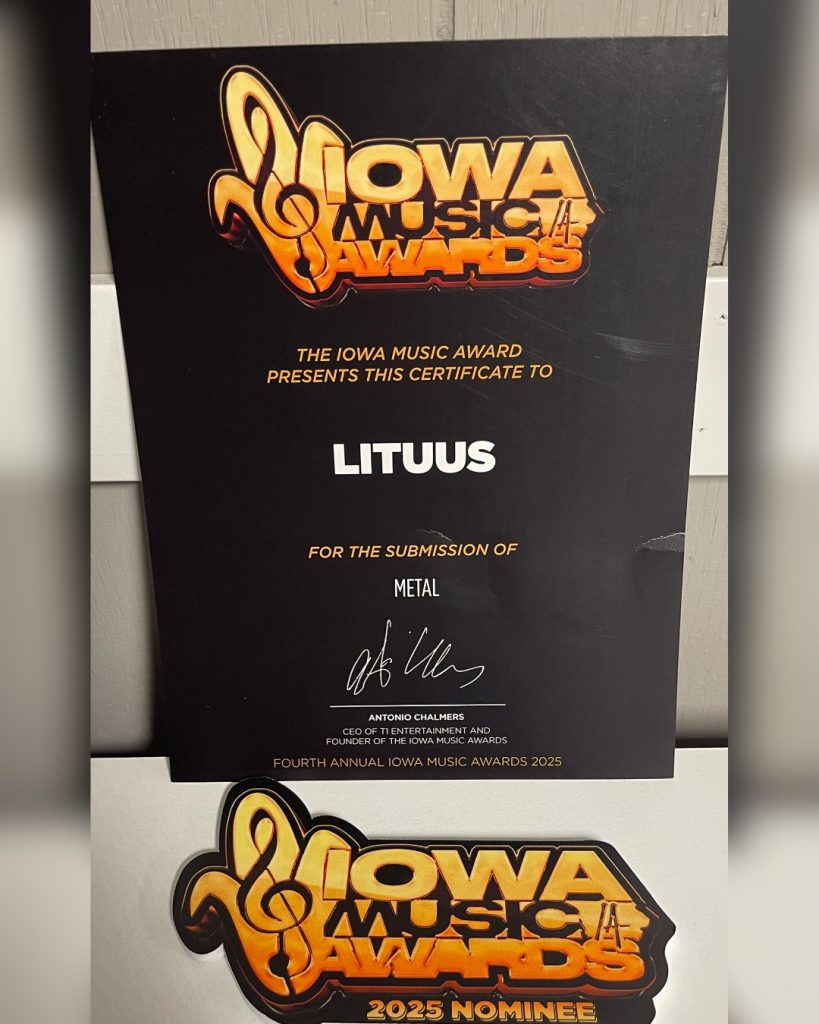 IOWA
MUSIC
AWARDS
THE IOWA MUSIC AWARD
PRESENTS THIS CERTIFICATE TO
LITUUS
FOR THE SUBMISSION OF
METAL
ANTONIO CHALMERS
CEO OF T1 ENTERTAINMENT AND
FOUNDER OF THE IOWA MUSIC AWARDS
FOURTH ANNUAL IOWA MUSIC AWARDS 2025
IOWA
MUSIC
AWARDS
2025 NOMINEE